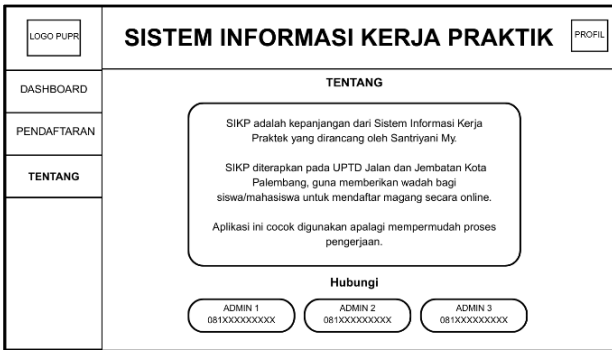 LOGO PUPR
SISTEM INFORMASI KERJA PRAKTIK
PROFIL
DASHBOARD
PENDAFTARAN
TENTANG
TENTANG
SIKP adalah kepanjangan dari Sistem Informasi Kerja
Praktek yang dirancang oleh Santriyani My.
SIKP diterapkan pada UPTD Jalan dan Jembatan Kota
Palembang, guna memberikan wadah bagi
siswa/mahasiswa untuk mendaftar magang secara online.
Aplikasi ini cocok digunakan apalagi mempermudah proses
pengerjaan.
Hubungi
ADMIN 1
081XXXXXXXXX
ADMIN 2
081XXXXXXXXX
ADMIN 3
081XXXXXXXXX